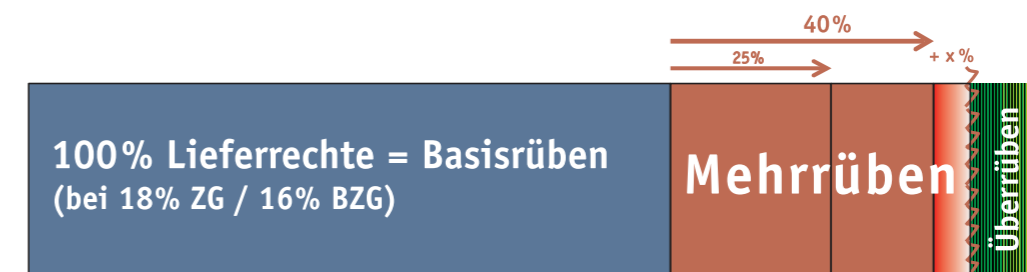 40%
25%
+ x %
100% Lieferrechte = Basisrüben
(bei 18% ZG / 16% BZG)
Mehrrüben
Überrüben